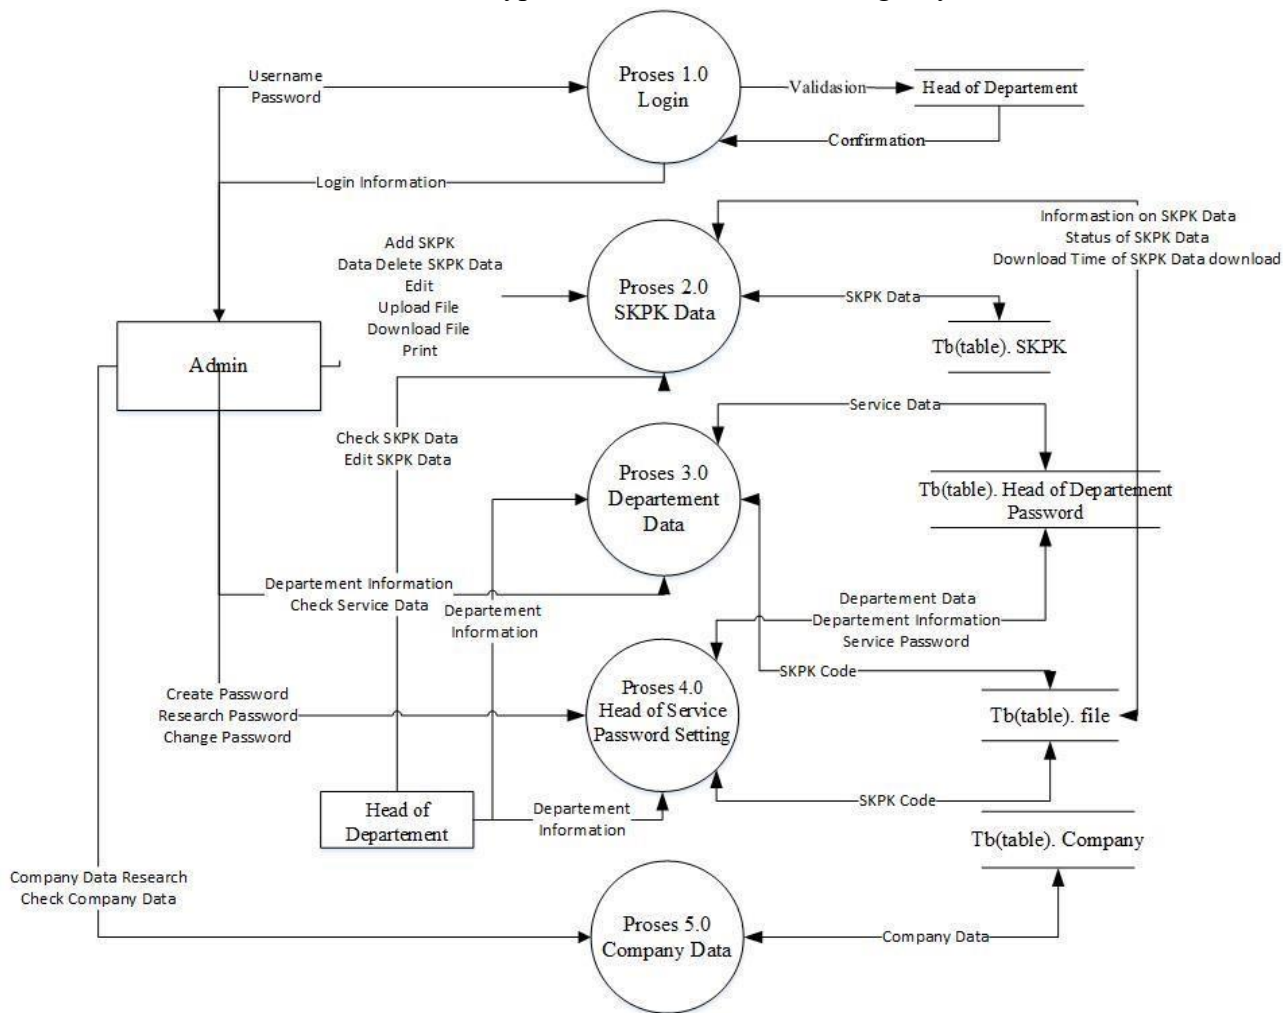 Username
Password
Proses 1.0
Login
Validasion
Head of Departement
Confirmation
Login Information
Informastion on SKPK Data
Status of SKPK Data
Download Time of SKPK Data download
Add SKPK
Data Delete SKPK Data
Edit
Upload File
Download File
Print
Proses 2.0
SKPK Data
SKPK Data
Tb(table). SKPK
Admin
Service Data
Check SKPK Data
Edit SKPK Data
Proses 3.0
Departement
Data
Tb(table). Head of Departement
Password
Departement Information
Check Service Data
Departement
Information
Departement Data
Departement Information
Service Password
SKPK Code
Create Password
Research Password
Change Password
Proses 4.0
Head of Service
Password Setting
Tb(table). file
Head of
Departement
Departement
Information
SKPK Code
Tb(table). Company
Company Data Research
Check Company Data
Proses 5.0
Company Data
Company Data